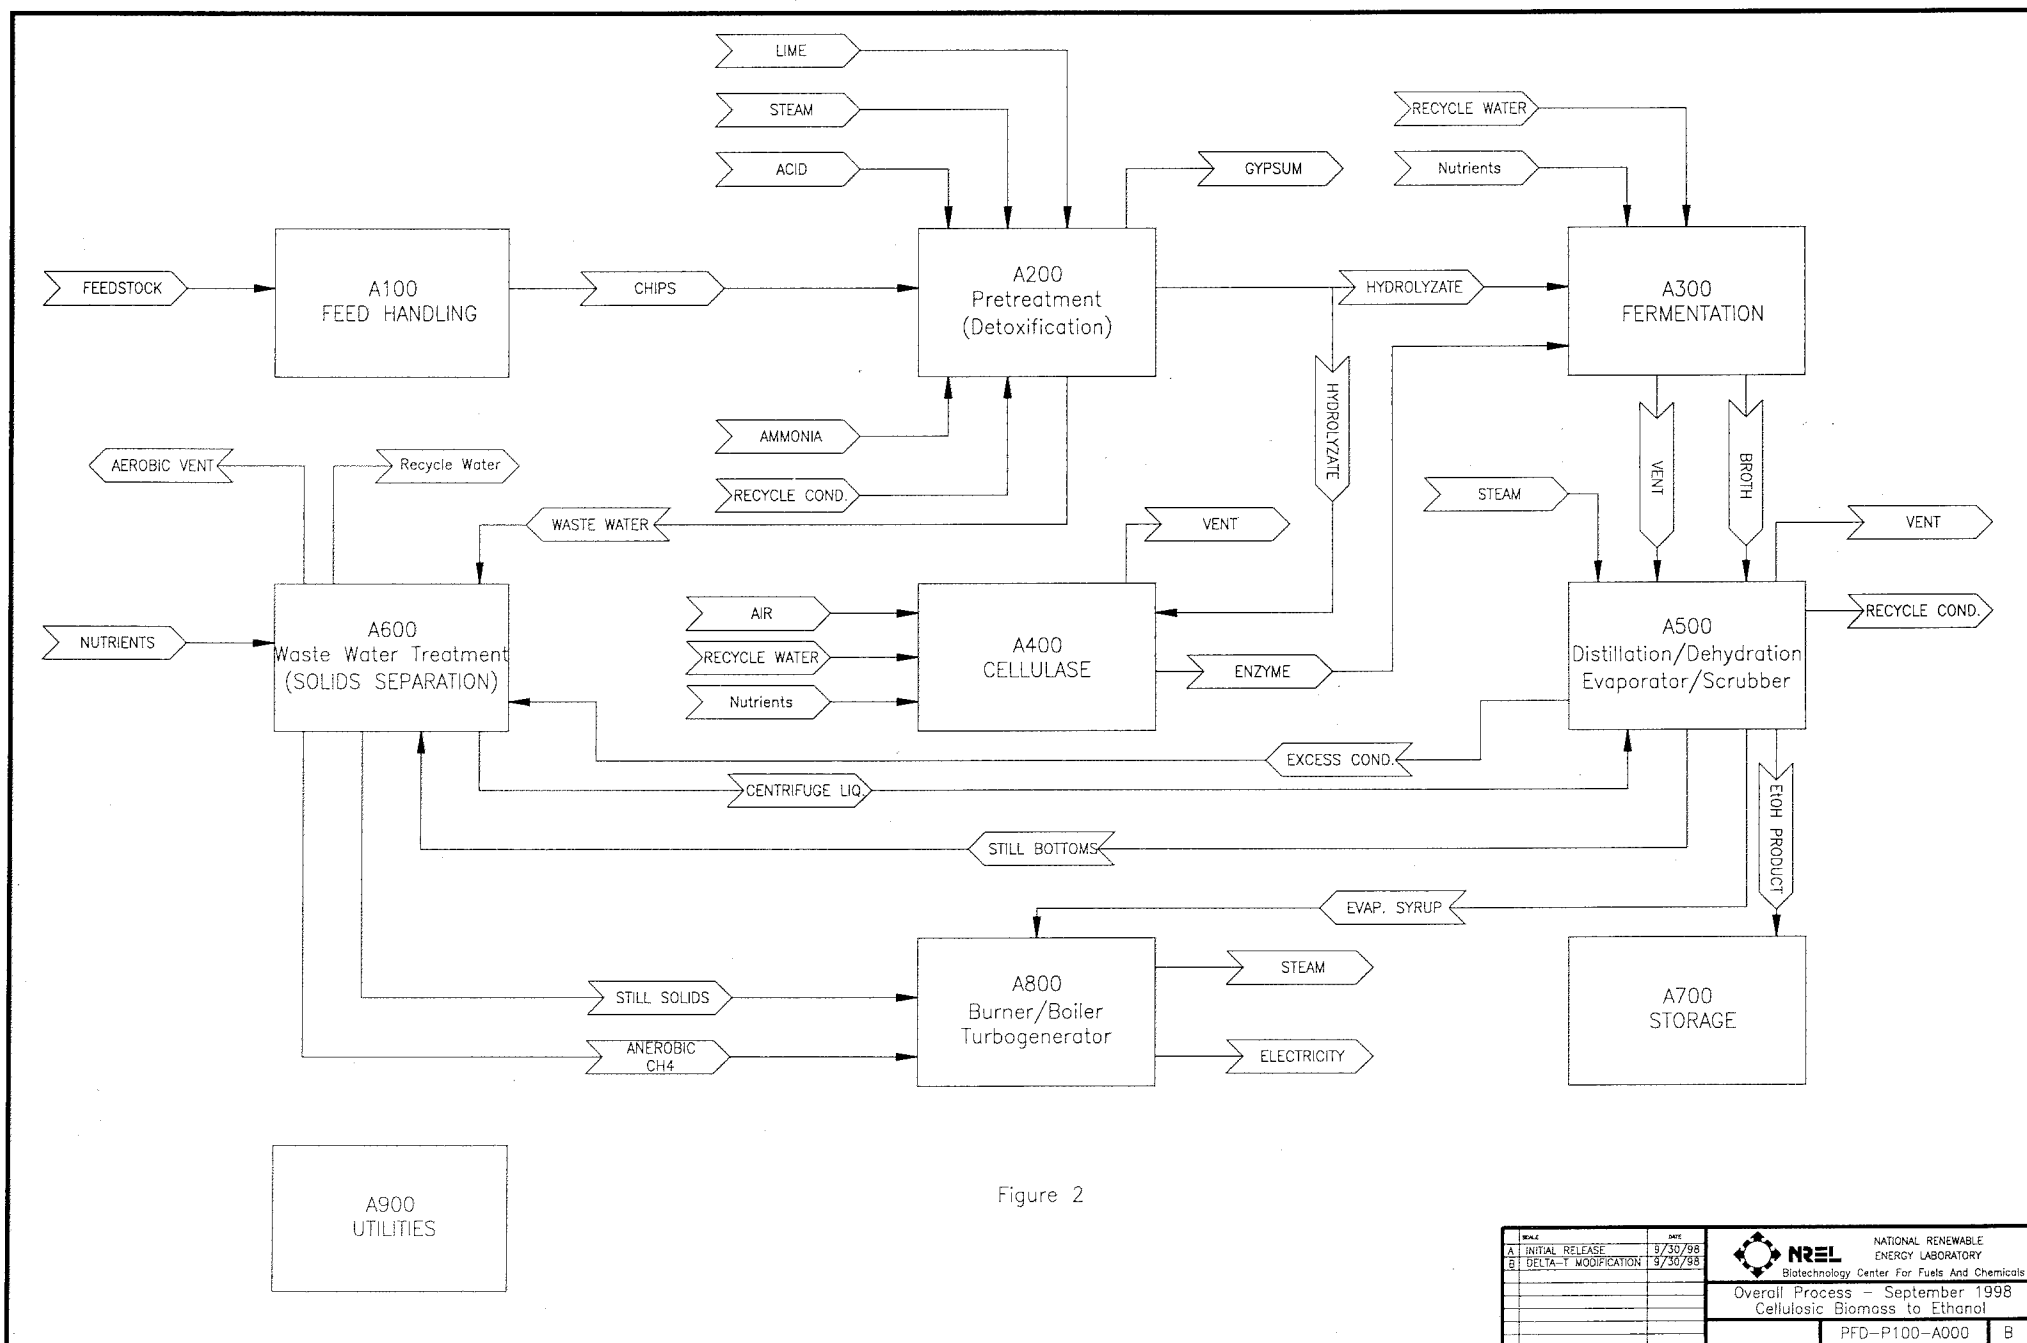 LIME
STEAM
ACID
GYPSUM
RECYCLE WATER
Nutrients
FEEDSTOCK
A100
FEED HANDLING
CHIPS
A200
Pretreatment
(Detoxification)
HYDROLYZATE
A300
FERMENTATION
HYDROLYZATE
AMMONIA
RECYCLE COND.
AEROBIC VENT
Recycle Water
WASTE WATER
VENT
VENT
BROTH
STEAM
VENT
RECYCLE COND.
NUTRIENTS
A600
Waste Water Treatment
(SOLIDS SEPARATION)
AIR
RECYCLE WATER
Nutrients
A400
CELLULASE
ENZYME
A500
Distillation/Dehydration
Evaporator/Scrubber
EXCESS COND.
CENTRIFUGE LIQ.
STILL BOTTOMS
EtOH PRODUCT
EVAP. SYRUP
STILL SOLIDS
ANEROBIC
CH4
A800
Burner/Boiler
Turbogenerator
STEAM
ELECTRICITY
A700
STORAGE
A900
UTILITIES
Figure 2
SCALE DATE
A INITIAL RELEASE 9/30/98
B DELTA-T MODIFICATION 9/30/98
NREL
NATIONAL RENEWABLE
ENERGY LABORATORY
Biotechnology Center For Fuels And Chemicals
Overall Process - September 1998
Cellulosic Biomass to Ethanol
PFD-P100-A000 B